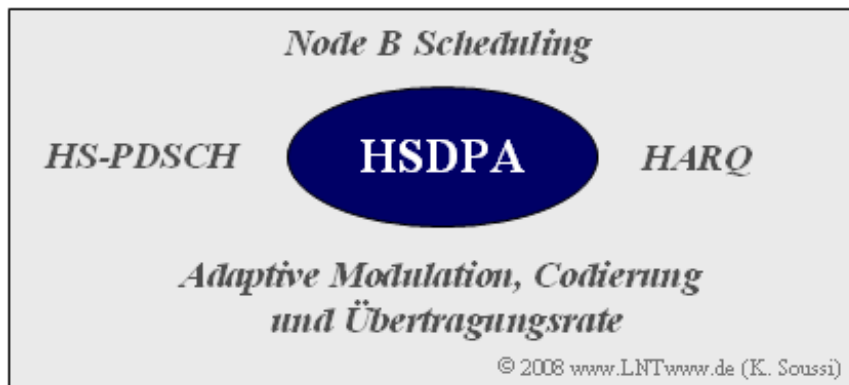 Node B Scheduling
HS-PDSCH
HSDPA
HARQ
Adaptive Modulation, Codierung
und Übertragungsrate
© 2008 www.LNTwww.de (K. Soussi)